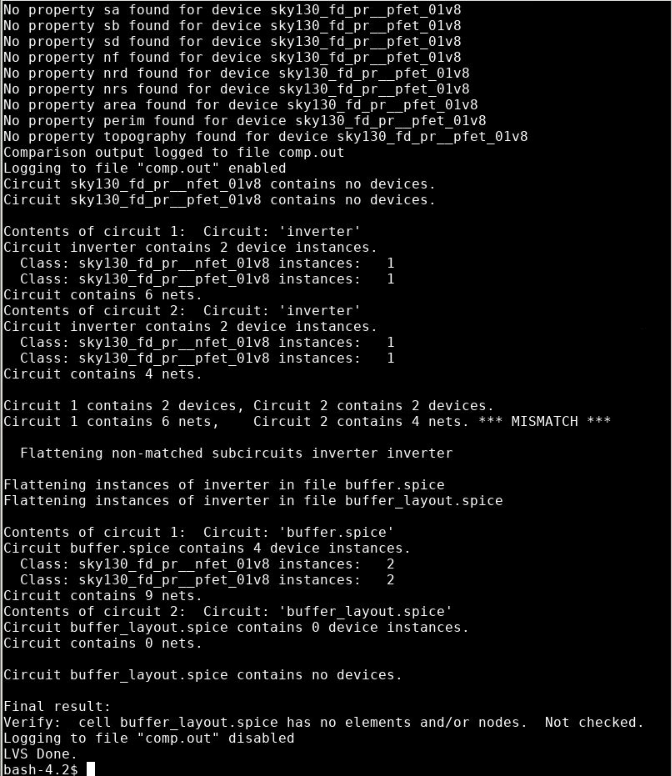 No property sa found for device sky130_fd_pr__pfet_01v8
No property sb found for device sky130_fd_pr__pfet_01v8
No property sd found for device sky130_fd_pr__pfet_01v8
No property nf found for device sky130_fd_pr__pfet_01v8
No property nrd found for device sky130_fd_pr__pfet_01v8
No property nrs found for device sky130_fd_pr__pfet_01v8
No property area found for device sky130_fd_pr__pfet_01v8
No property perim found for device sky130_fd_pr__pfet_01v8
No property topography found for device sky130_fd_pr__pfet_01v8
Comparison output logged to file comp.out
Logging to file "comp.out" enabled
Circuit sky130_fd_pr__nfet_01v8 contains no devices.
Circuit sky130_fd_pr__pfet_01v8 contains no devices.

Contents of circuit 1:  Circuit: 'inverter'
Circuit inverter contains 2 device instances.
  Class: sky130_fd_pr__nfet_01v8 instances:   1
  Class: sky130_fd_pr__pfet_01v8 instances:   1
Circuit contains 6 nets.
Contents of circuit 2:  Circuit: 'inverter'
Circuit inverter contains 2 device instances.
  Class: sky130_fd_pr__nfet_01v8 instances:   1
  Class: sky130_fd_pr__pfet_01v8 instances:   1
Circuit contains 4 nets.

Circuit 1 contains 2 devices, Circuit 2 contains 2 devices.
Circuit 1 contains 6 nets,    Circuit 2 contains 4 nets. *** MISMATCH ***

  Flattening non-matched subcircuits inverter inverter

Flattening instances of inverter in file buffer.spice
Flattening instances of inverter in file buffer_layout.spice

Contents of circuit 1:  Circuit: 'buffer.spice'
Circuit buffer.spice contains 4 device instances.
  Class: sky130_fd_pr__nfet_01v8 instances:   2
  Class: sky130_fd_pr__pfet_01v8 instances:   2
Circuit contains 9 nets.
Contents of circuit 2:  Circuit: 'buffer_layout.spice'
Circuit buffer_layout.spice contains 0 device instances.
Circuit contains 0 nets.

Circuit buffer_layout.spice contains no devices.

Final result:
Verify:  cell buffer_layout.spice has no elements and/or nodes.  Not checked.
Logging to file "comp.out" disabled
LVS Done.
bash-4.2$